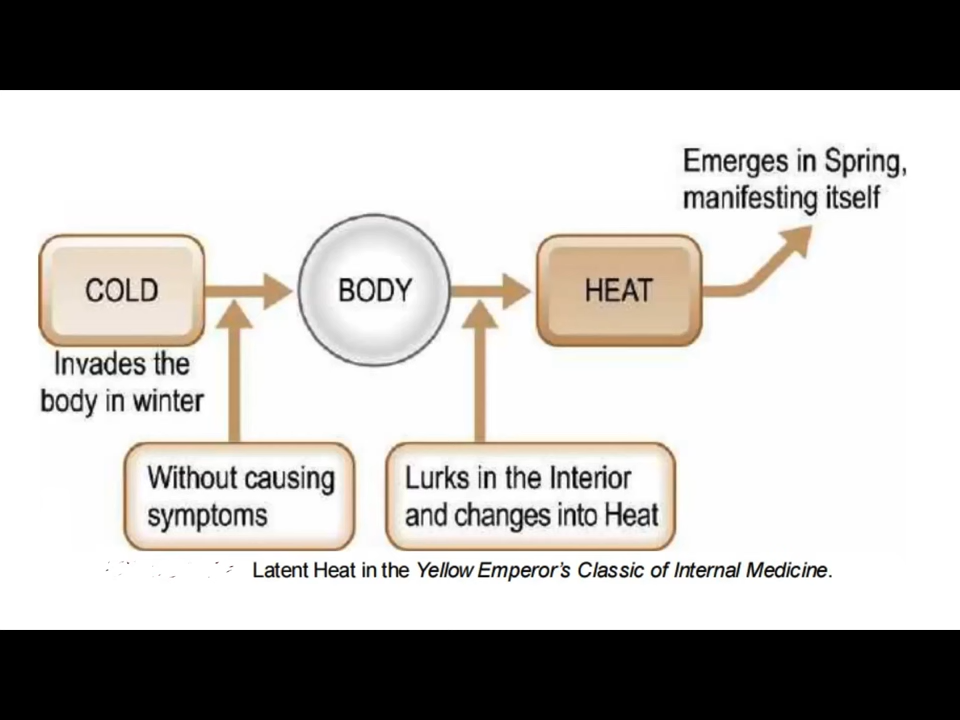 Emerges in Spring,
manifesting itself
COLD
BODY
HEAT
Invades the
body in winter
Without causing
symptoms
Lurks in the Interior
and changes into Heat
Latent Heat in the Yellow Emperor's Classic of Internal Medicine.